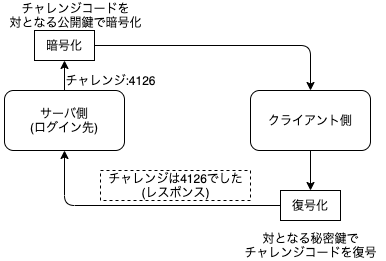 チャレンジコードを
対となる公開鍵で暗号化
暗号化
チャレンジ:4126
サーバ側
(ログイン先)
クライアント側
チャレンジは4126でした
(レスポンス)
復号化
対となる秘密鍵で
チャレンジコードを復号